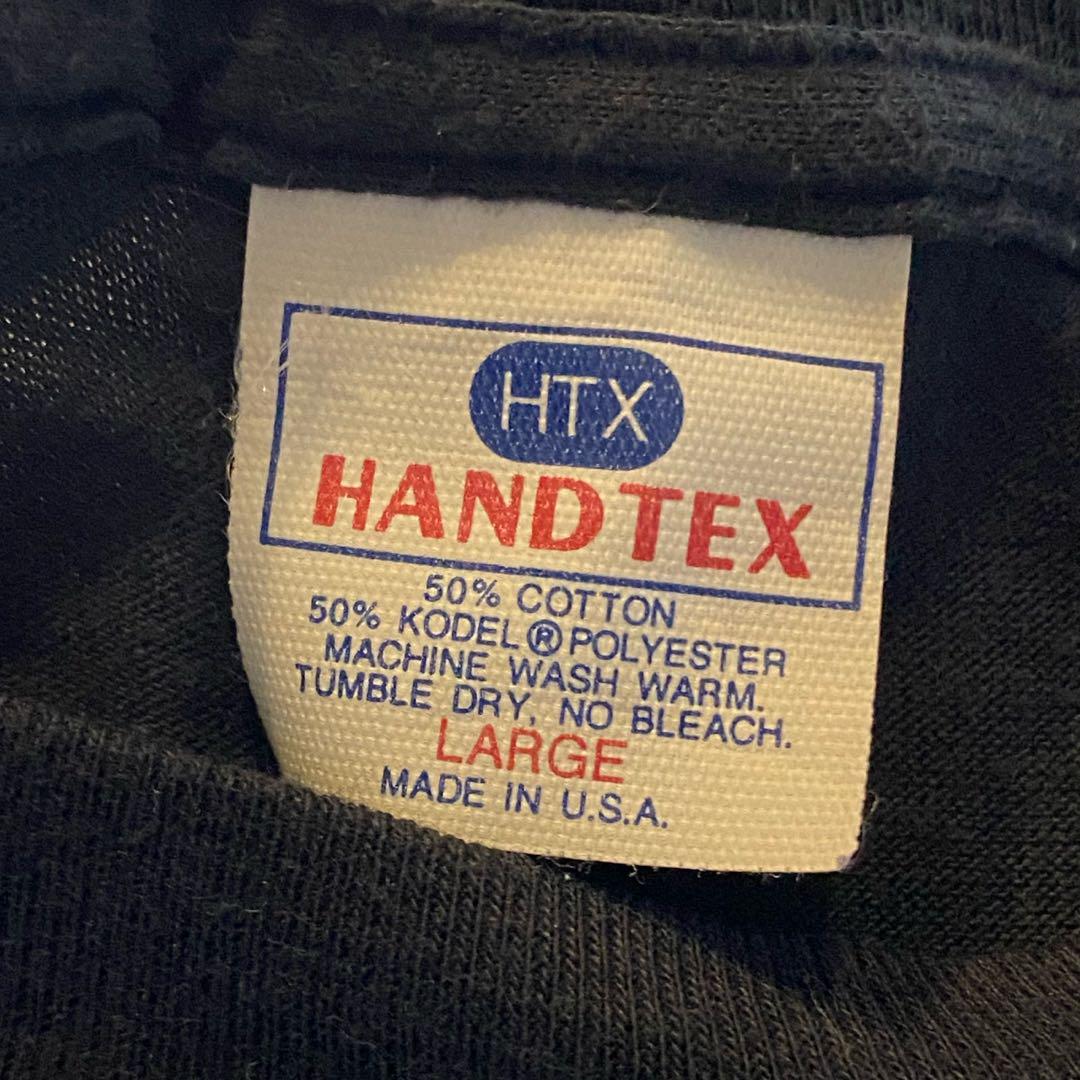 HTX
HANDTEX
50% COTTON
50% KODEL® POLYESTER
MACHINE WASH WARM.
TUMBLE DRY, NO BLEACH.
LARGE
MADE IN U.S.A.